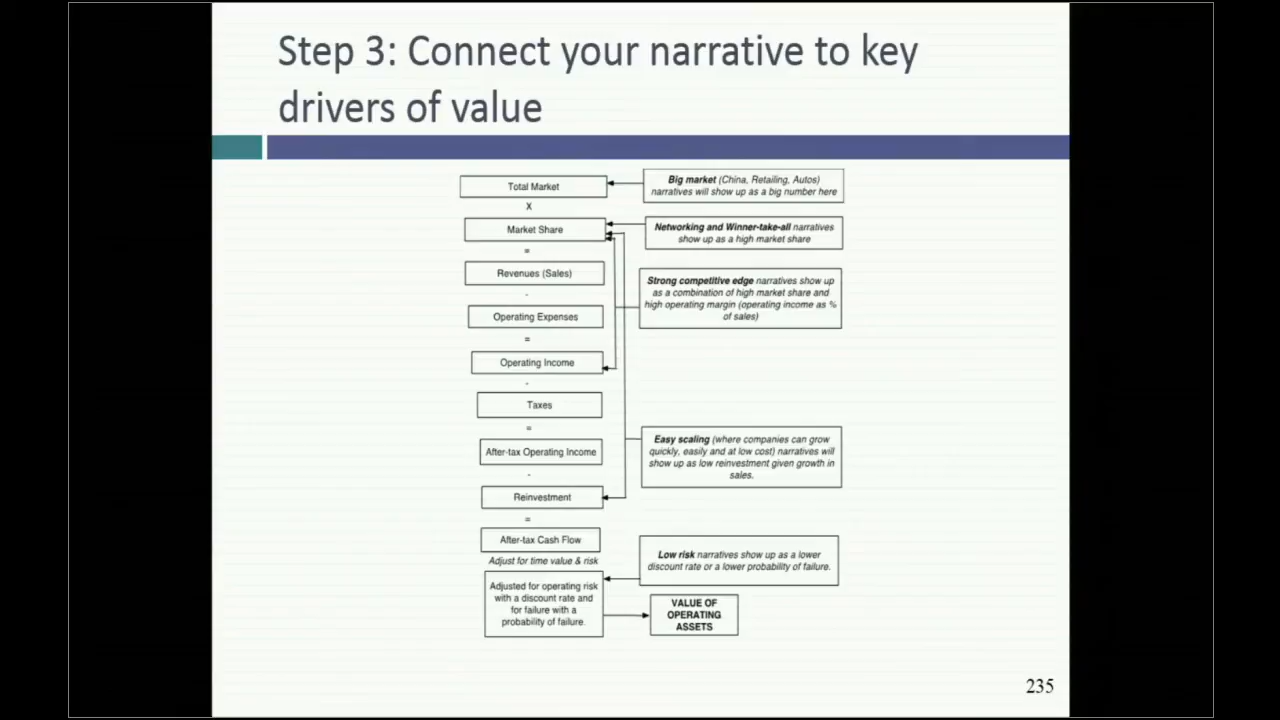 Step 3: Connect your narrative to key
drivers of value
Total Market
Big market (China, Retailing, Autos)
narratives will show up as a big number here
X
Market Share
Networking and Winner-take-all narratives
show up as a high market share
=
Revenues (Sales)
Strong competitive edge narratives show up
as a combination of high market share and
high operating margin (operating income as %
of sales)
-
Operating Expenses
=
Operating Income
-
Taxes
=
After-tax Operating Income
Easy scaling (where companies can grow
quickly, easily and at low cost) narratives will
show up as low reinvestment given growth in
sales.
-
Reinvestment
=
After-tax Cash Flow
Adjust for time value & risk
Low risk narratives show up as a lower
discount rate or a lower probability of failure.
Adjusted for operating risk
with a discount rate and
for failure with a
probability of failure.
VALUE OF
OPERATING
ASSETS
235